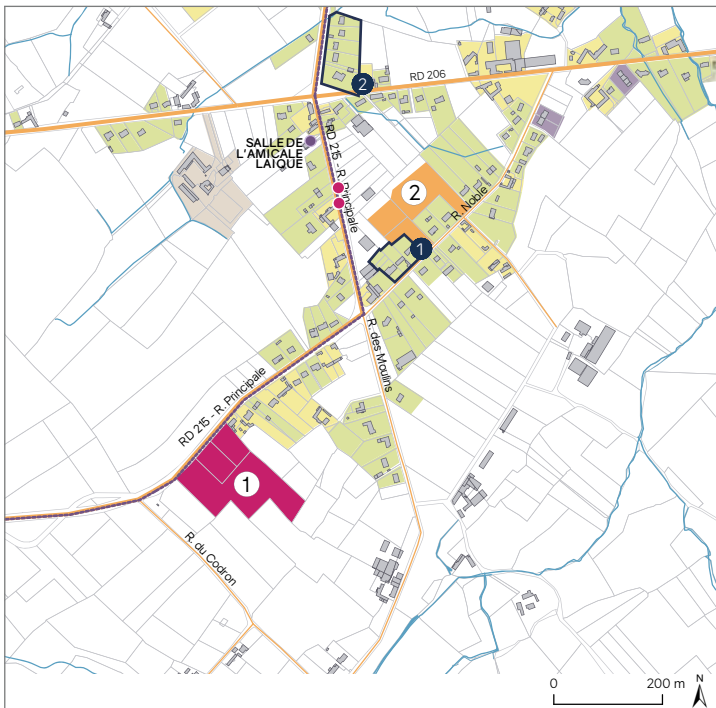 2
RD 206
SALLE DE
L'AMICALE
LAÏQUE
RD 215 - R. Principale
2
R. Noble
1
R. des Moulins
RD 215 - R. Principale
1
R. du Codron
0
200 m
N